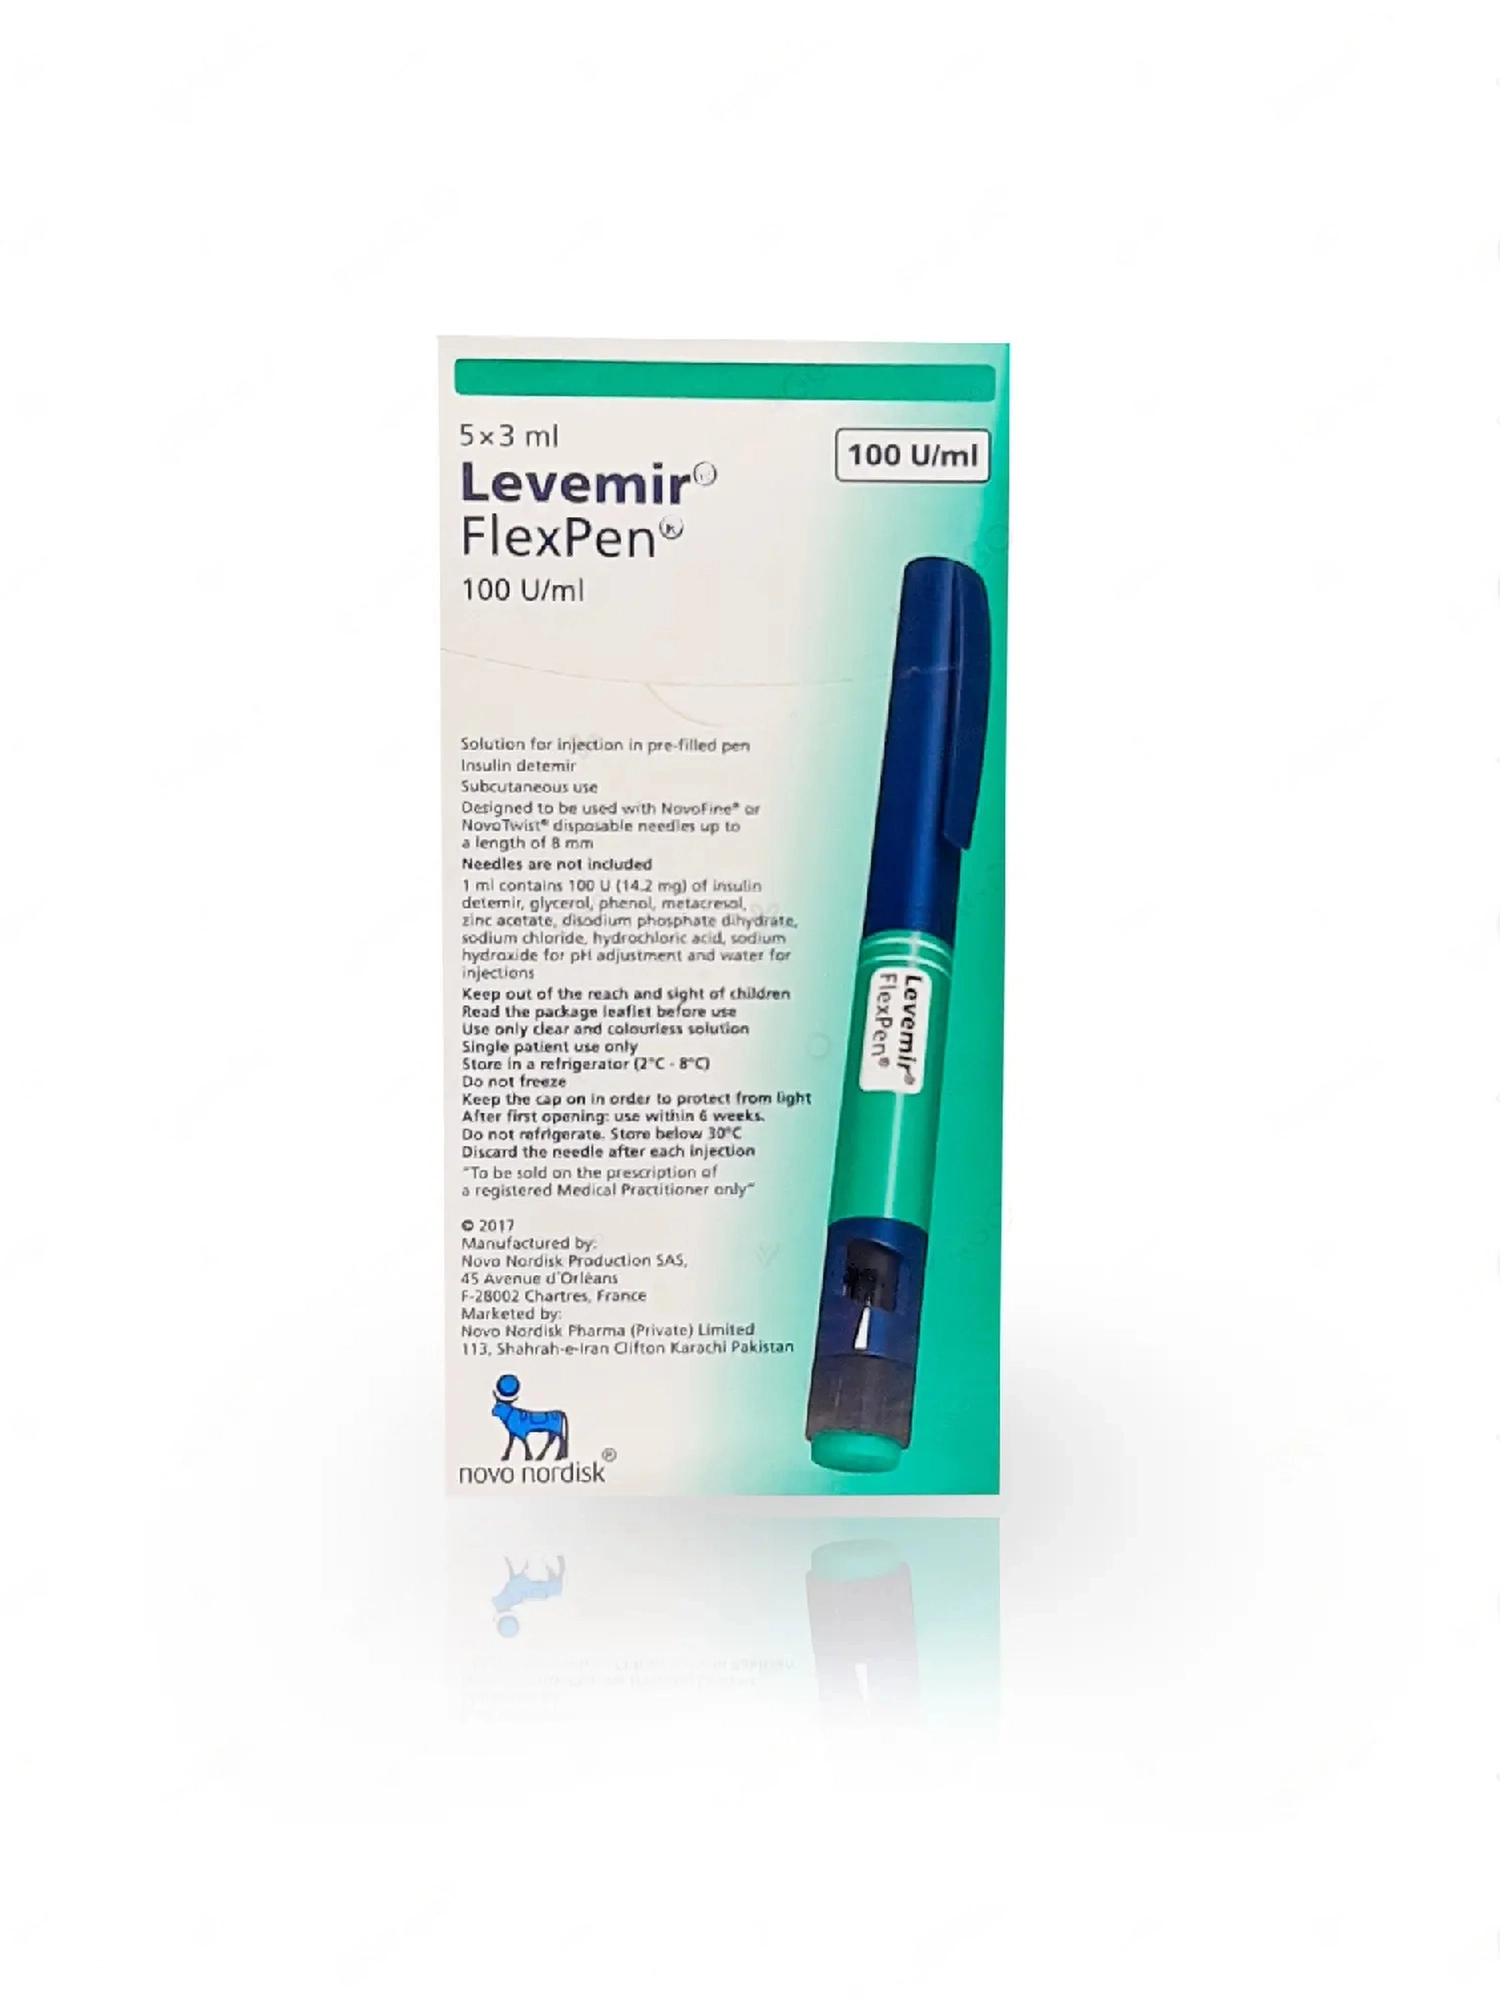 5×3 ml
100 U/ml
Levemir®
FlexPen®
100 U/ml
Solution for injection in pre-filled pen
Insulin detemir
Subcutaneous use
Designed to be used with NovoFine® or
NovoTwist® disposable needles up to
a length of 8 mm
Needles are not included
1 ml contains 100 U (14.2 mg) of insulin
detemir, glycerol, phenol, metacresol,
zinc acetate, disodium phosphate dihydrate,
sodium chloride, hydrochloric acid, sodium
hydroxide for pH adjustment and water for
injections
Keep out of the reach and sight of children
Read the package leaflet before use
Use only clear and colourless solution
Single patient use only
Store in a refrigerator (2°C - 8°C)
Do not freeze
Keep the cap on in order to protect from light
After first opening: use within 6 weeks.
Do not refrigerate. Store below 30°C
Discard the needle after each injection
"To be sold on the prescription of
a registered Medical Practitioner only"
© 2017
Manufactured by:
Novo Nordisk Production SAS,
45 Avenue d'Orléans
F-28002 Chartres, France
Marketed by:
Novo Nordisk Pharma (Private) Limited
113, Shahrah-e-Iran Clifton Karachi Pakistan
novo nordisk®
Levemir®
FlexPen®